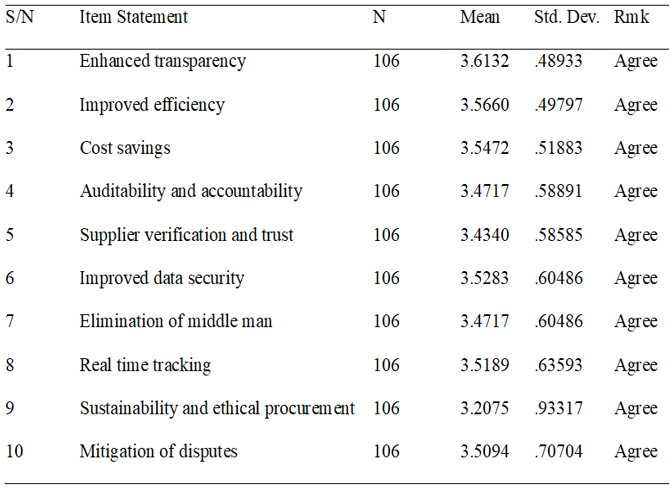 S/N Item Statement N Mean Std. Dev. Rmk
1 Enhanced transparency 106 3.6132 .48933 Agree
2 Improved efficiency 106 3.5660 .49797 Agree
3 Cost savings 106 3.5472 .51883 Agree
4 Auditability and accountability 106 3.4717 .58891 Agree
5 Supplier verification and trust 106 3.4340 .58585 Agree
6 Improved data security 106 3.5283 .60486 Agree
7 Elimination of middle man 106 3.4717 .60486 Agree
8 Real time tracking 106 3.5189 .63593 Agree
9 Sustainability and ethical procurement 106 3.2075 .93317 Agree
10 Mitigation of disputes 106 3.5094 .70704 Agree